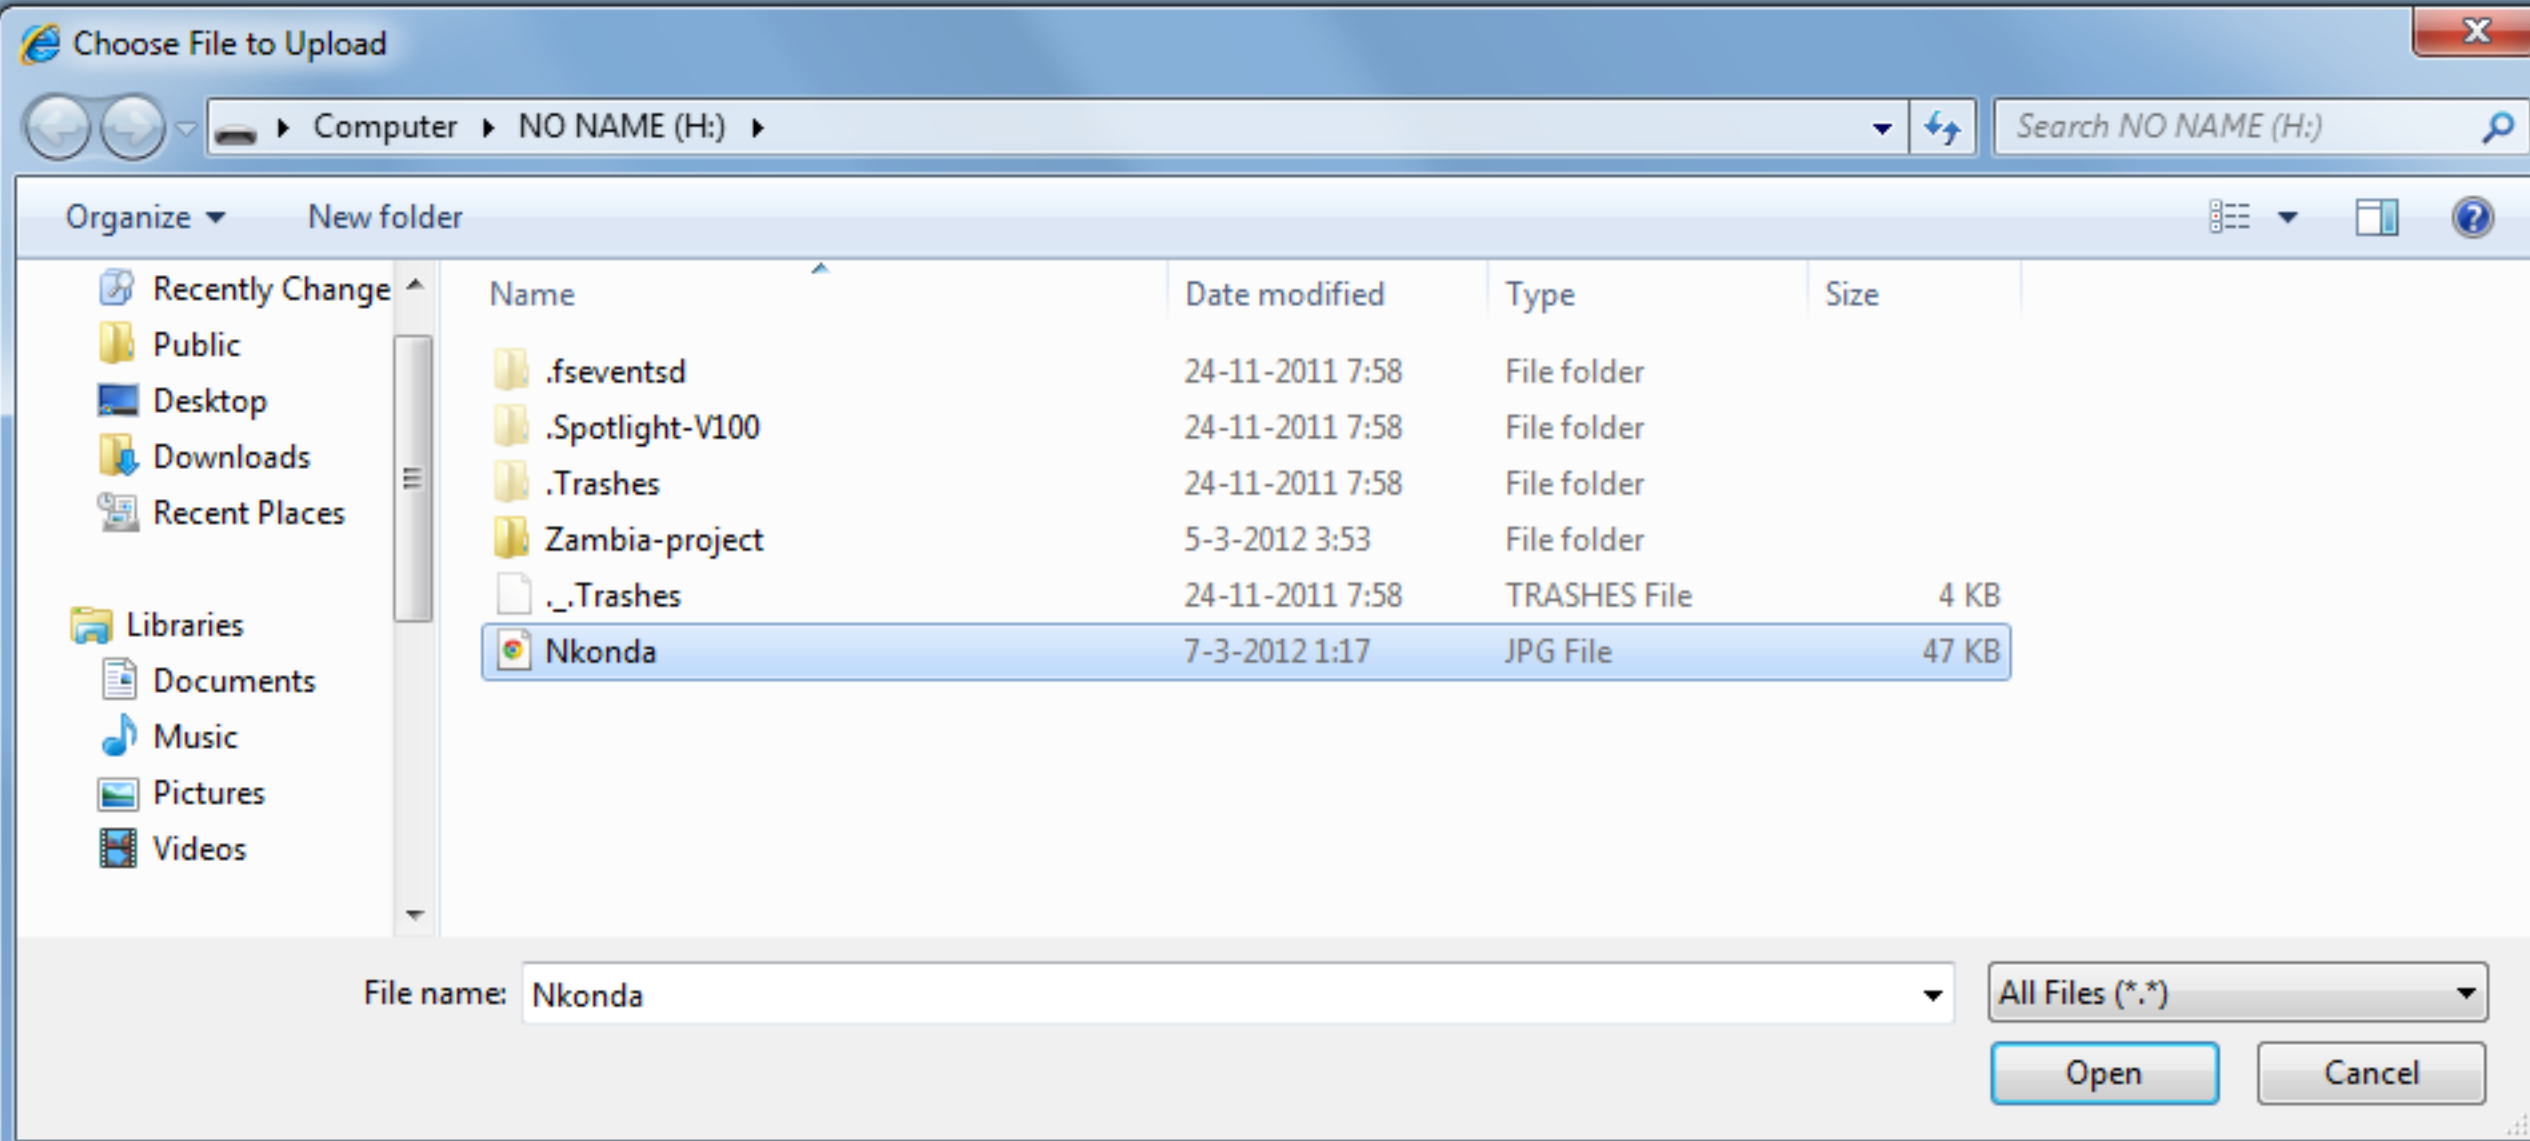 Choose File to Upload
Computer NO NAME (H:) Search NO NAME (H:)
Organize New folder
Recently Change
Public
Desktop
Downloads
Recent Places
Libraries
Documents
Music
Pictures
Videos
Name Date modified Type Size
.fseventsd 24-11-2011 7:58 File folder
.Spotlight-V100 24-11-2011 7:58 File folder
.Trashes 24-11-2011 7:58 File folder
Zambia-project 5-3-2012 3:53 File folder
._.Trashes 24-11-2011 7:58 TRASHES File 4 KB
Nkonda 7-3-2012 1:17 JPG File 47 KB
File name: Nkonda All Files (*.*)
Open Cancel